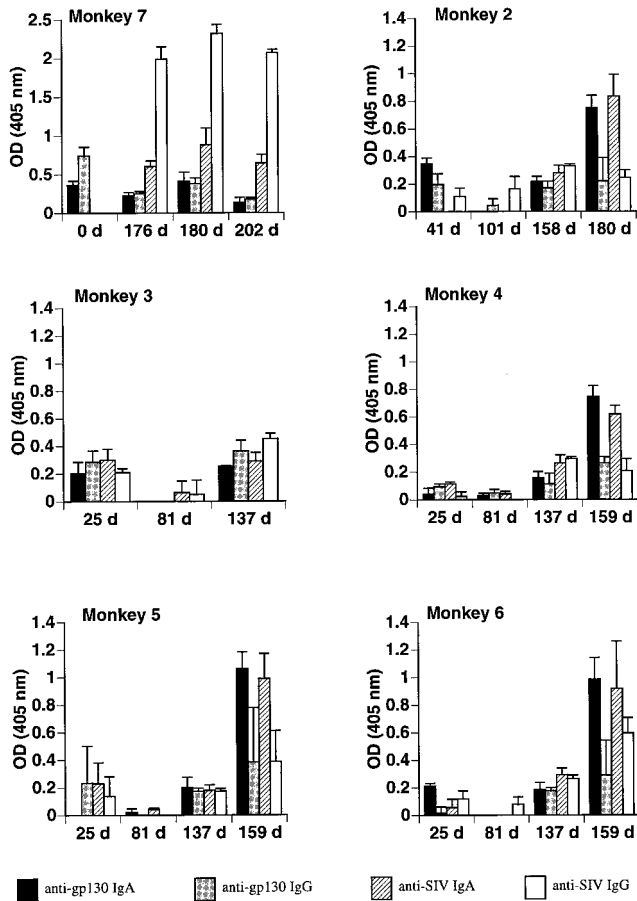 Monkey 7
OD (405 nm)
2.5
2
1.5
1
0.5
0
0 d 176 d 180 d 202 d
Monkey 2
OD (405 nm)
1.4
1.2
1
0.8
0.6
0.4
0.2
0
41 d 101 d 158 d 180 d
Monkey 3
OD (405 nm)
1.4
1.2
1
0.8
0.6
0.4
0.2
0
25 d 81 d 137 d
Monkey 4
OD (405 nm)
1.4
1.2
1
0.8
0.6
0.4
0.2
0
25 d 81 d 137 d 159 d
Monkey 5
OD (405 nm)
1.4
1.2
1
0.8
0.6
0.4
0.2
0
25 d 81 d 137 d 159 d
Monkey 6
OD (405 nm)
1.4
1.2
1
0.8
0.6
0.4
0.2
0
25 d 81 d 137 d 159 d
anti-gp130 IgA anti-gp130 IgG anti-SIV IgA anti-SIV IgG